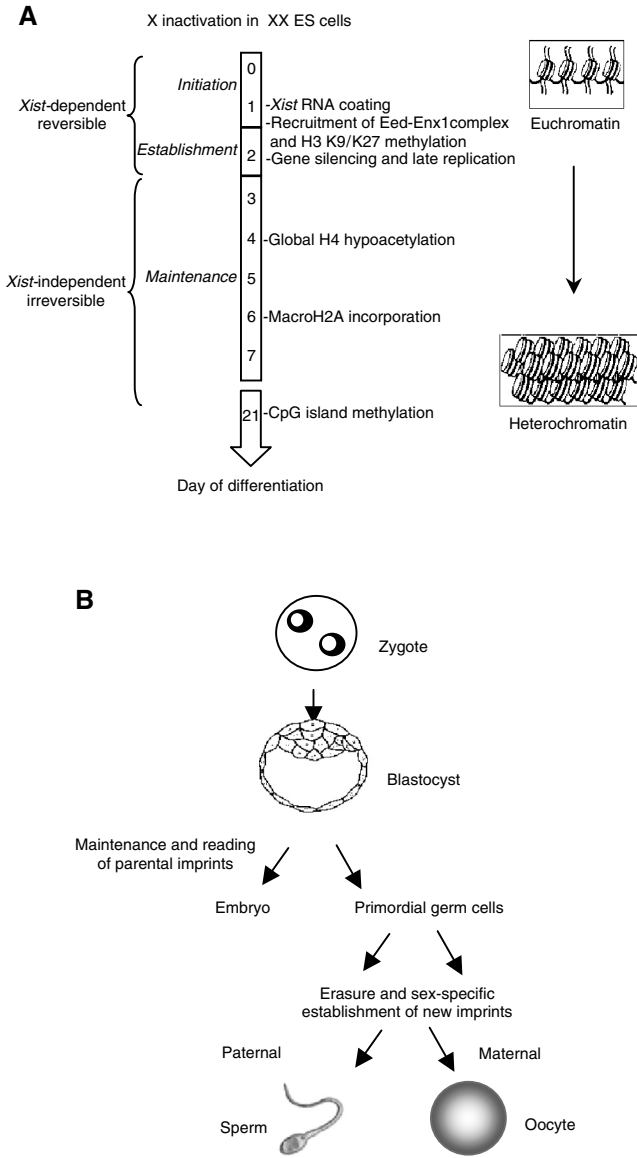 A
X inactivation in XX ES cells
Xist-dependent
reversible
Initiation
Establishment
0
1
-Xist RNA coating
-Recruitment of Eed-Enx1complex
and H3 K9/K27 methylation
2
-Gene silencing and late replication
Euchromatin
Xist-independent
irreversible
Maintenance
3
4
-Global H4 hypoacetylation
5
6
-MacroH2A incorporation
7
21
-CpG island methylation
Heterochromatin
Day of differentiation
B
Zygote
Blastocyst
Maintenance and reading
of parental imprints
Embryo
Primordial germ cells
Erasure and sex-specific
establishment of new imprints
Paternal
Maternal
Sperm
Oocyte